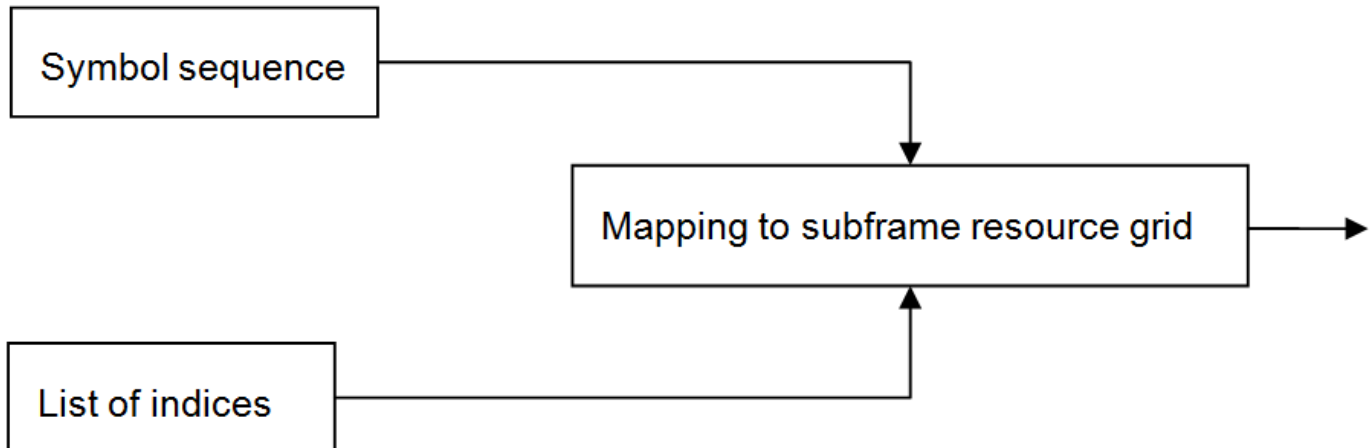 Symbol sequence
Mapping to subframe resource grid
List of indices